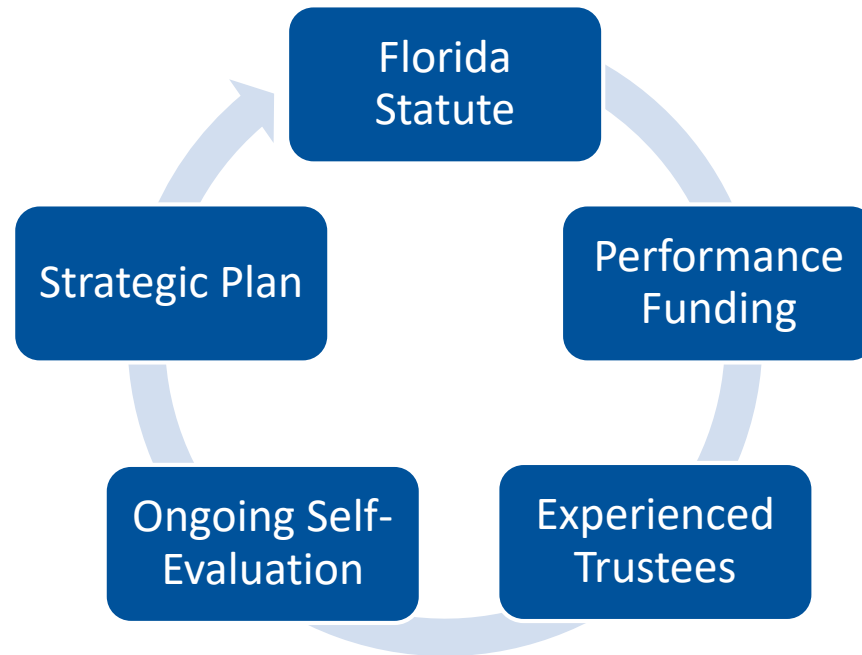 Florida
Statute
Performance
Funding
Experienced
Trustees
Ongoing Self-
Evaluation
Strategic Plan